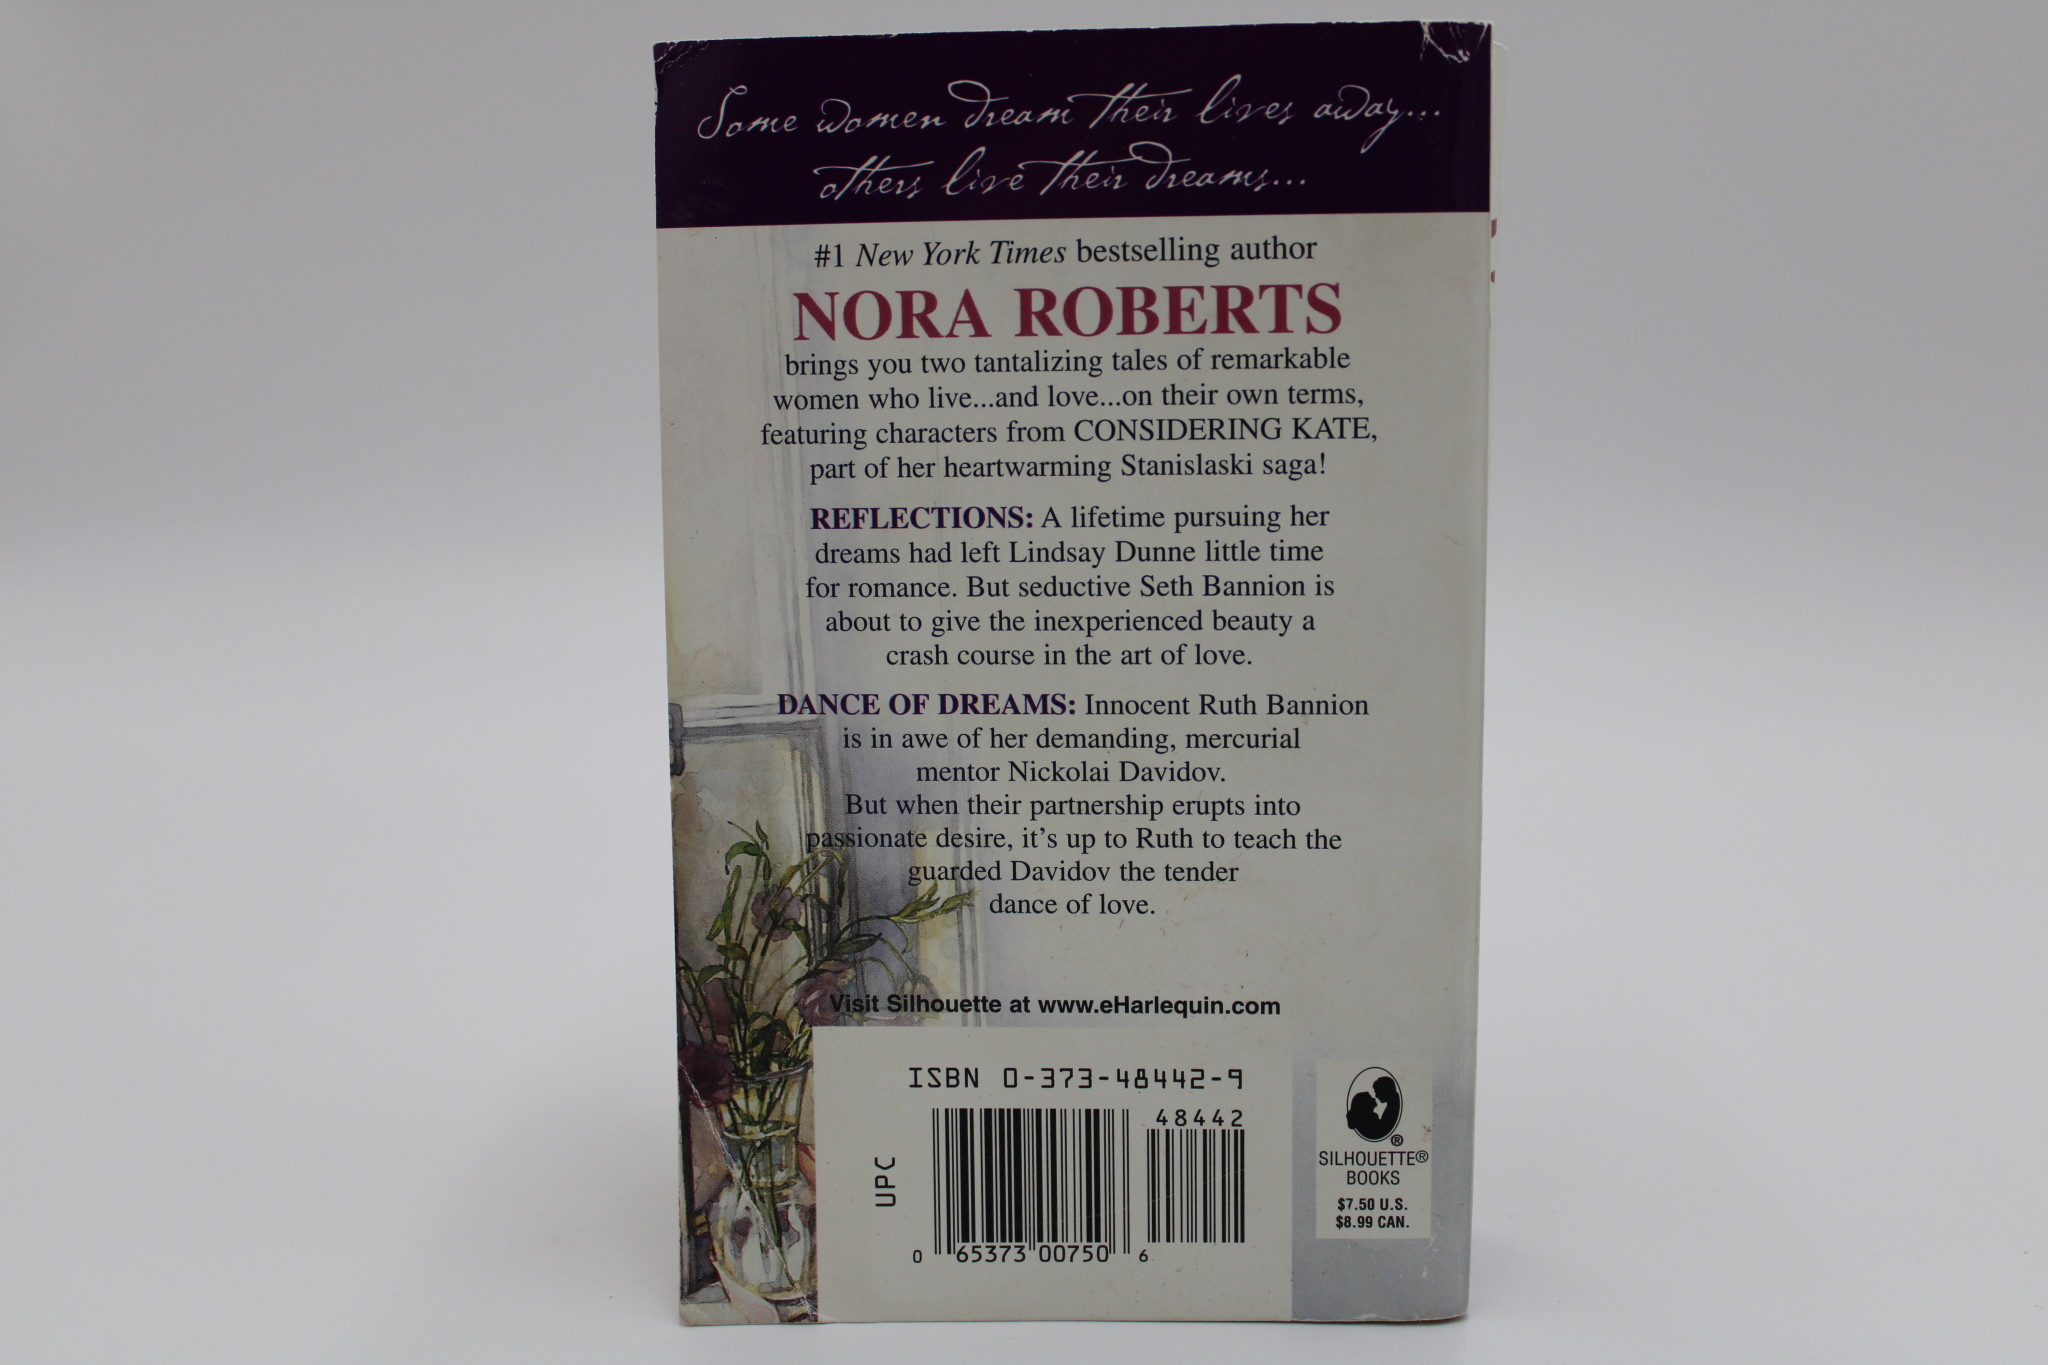 Some women dream their lives away...
others live their dreams...
#1 New York Times bestselling author
NORA ROBERTS
brings you two tantalizing tales of remarkable
women who live...and love...on their own terms,
featuring characters from CONSIDERING KATE,
part of her heartwarming Stanislaski saga!
REFLECTIONS: A lifetime pursuing her
dreams had left Lindsay Dunne little time
for romance. But seductive Seth Bannion is
about to give the inexperienced beauty a
crash course in the art of love.
DANCE OF DREAMS: Innocent Ruth Bannion
is in awe of her demanding, mercurial
mentor Nickolai Davidov.
But when their partnership erupts into
passionate desire, it's up to Ruth to teach the
guarded Davidov the tender
dance of love.
Visit Silhouette at www.eHarlequin.com
ISBN 0-373-48442-9
48442
UPC
0 65373 00750 6
®
SILHOUETTE®
BOOKS
$7.50 U.S.
$8.99 CAN.